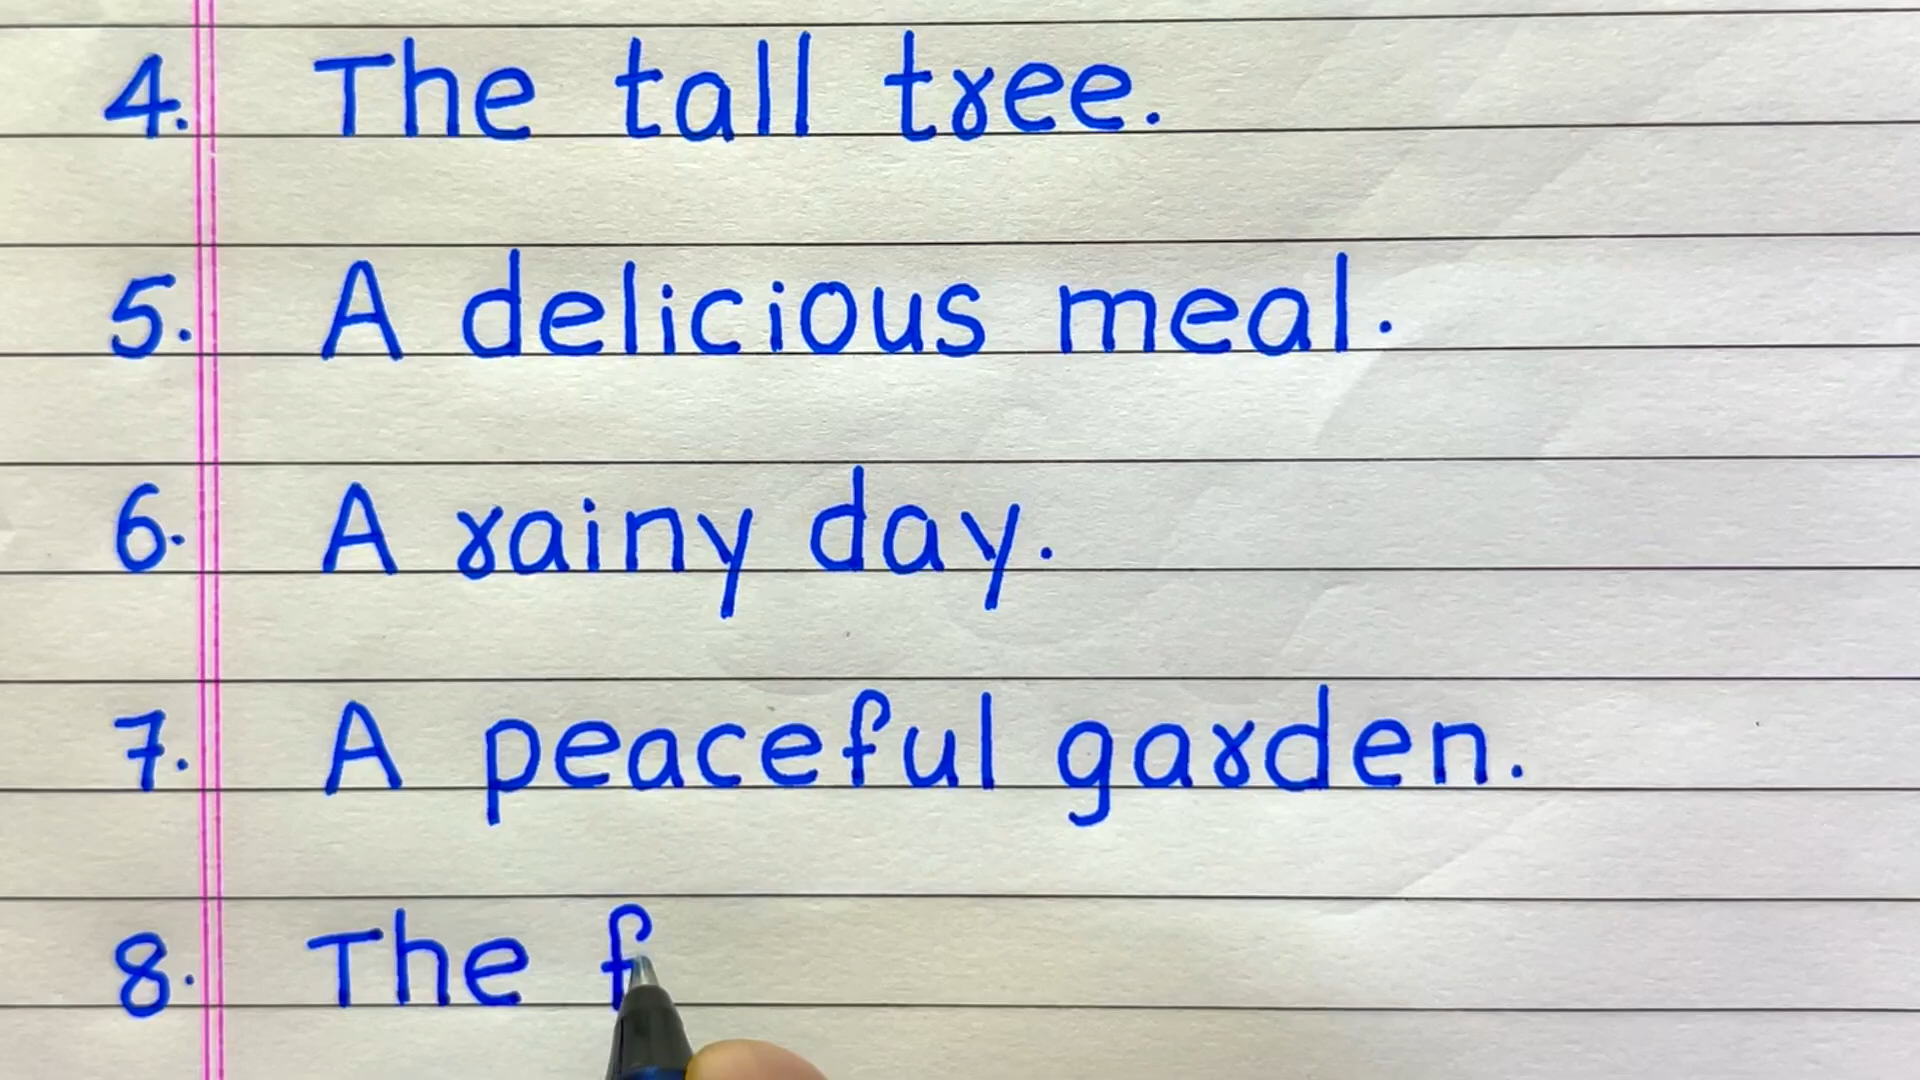 4. The tall tree.
5. A delicious meal.
6. A rainy day.
7. A peaceful garden.
8. The f